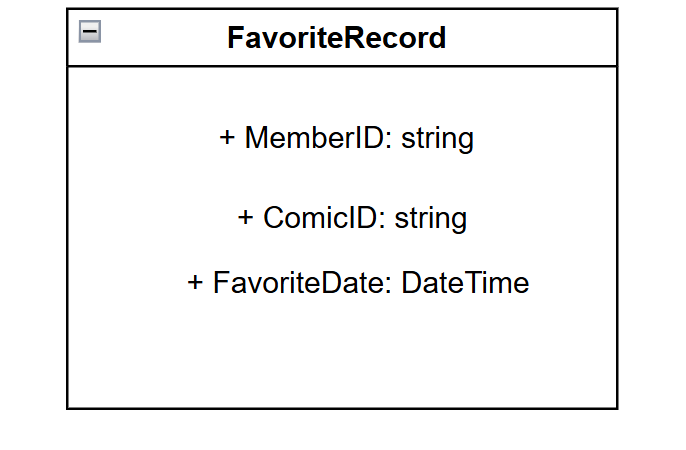 FavoriteRecord
+ MemberID: string
+ ComicID: string
+ FavoriteDate: DateTime